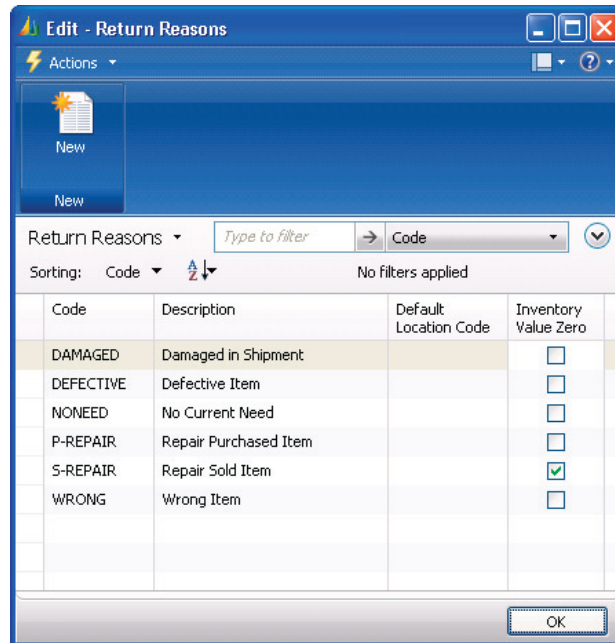 Edit - Return Reasons
Actions
New
New
Return Reasons Type to filter Code
Sorting: Code A Z No filters applied
Code Description Default Location Code Inventory Value Zero
DAMAGED Damaged in Shipment
DEFECTIVE Defective Item
NONEED No Current Need
P-REPAIR Repair Purchased Item
S-REPAIR Repair Sold Item
WRONG Wrong Item
OK